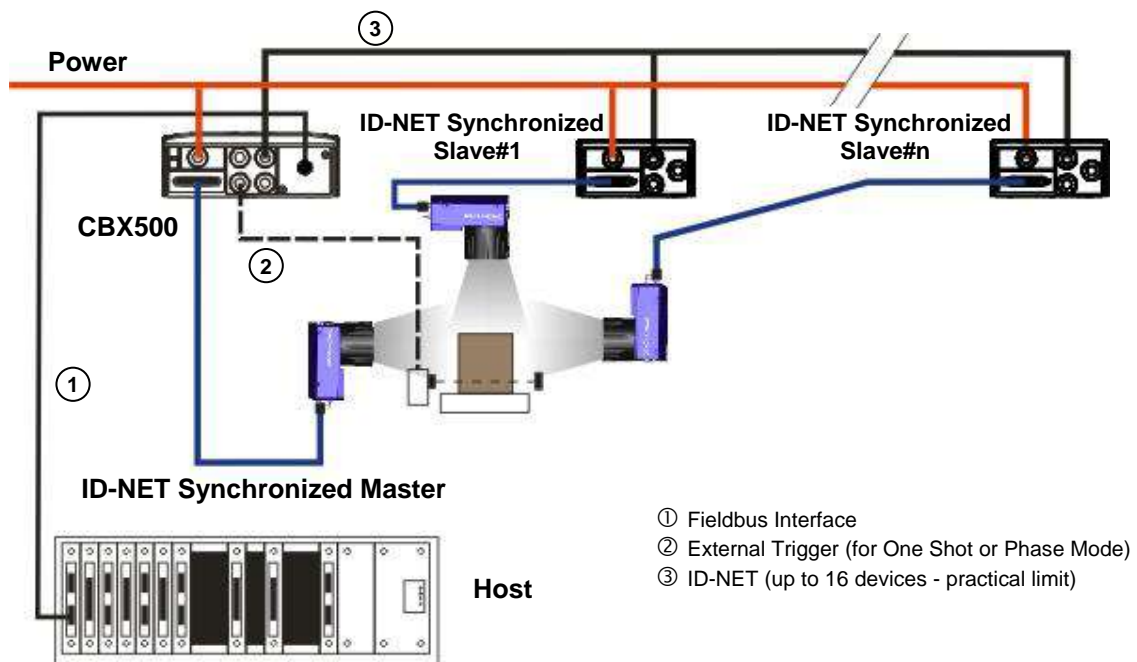 ③
Power
ID-NET Synchronized
Slave#1
ID-NET Synchronized
Slave#n
CBX500
②
①
ID-NET Synchronized Master
Host
① Fieldbus Interface
② External Trigger (for One Shot or Phase Mode)
③ ID-NET (up to 16 devices - practical limit)